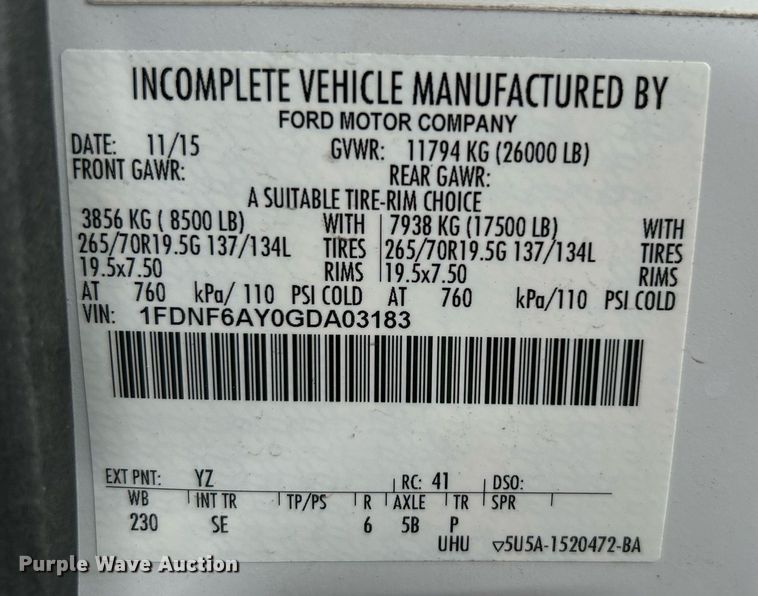 INCOMPLETE VEHICLE MANUFACTURED BY
FORD MOTOR COMPANY
DATE: 11/15 GVWR: 11794 KG (26000 LB)
FRONT GAWR: REAR GAWR:
A SUITABLE TIRE-RIM CHOICE
3856 KG ( 8500 LB) WITH 7938 KG (17500 LB) WITH
265/70R19.5G 137/134L TIRES 265/70R19.5G 137/134L TIRES
19.5x7.50 RIMS 19.5x7.50 RIMS
AT 760 kPa/ 110 PSI COLD AT 760 kPa/110 PSI COLD
VIN: 1FDNF6AY0GDA03183
EXT PNT: YZ RC: 41 DSO:
WB INT TR TP/PS R AXLE TR SPR
230 SE 6 5B P
UHU 5U5A-1520472-BA
Purple Wave Auction